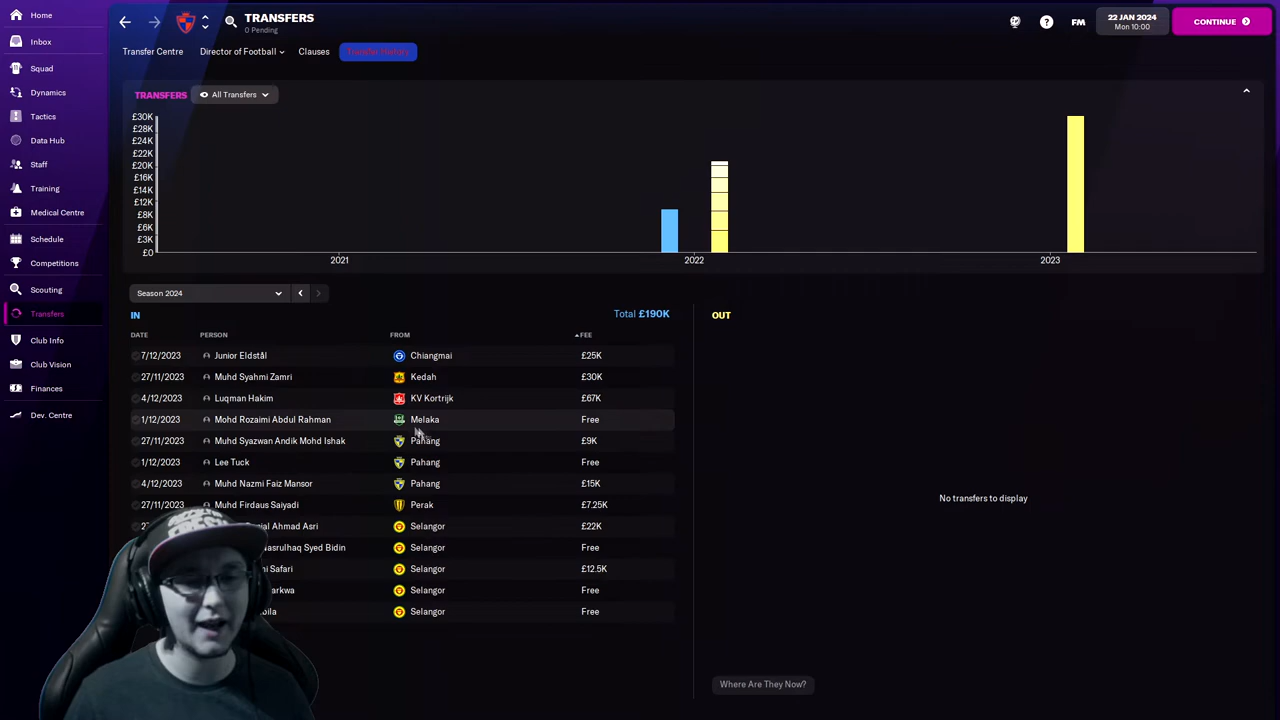 Home
TRANSFERS
0 Pending
FM
22 JAN 2024
Mon 10:00
CONTINUE
Inbox
Transfer Centre
Director of Football
Clauses
Transfer History
Squad
Dynamics
Tactics
Data Hub
Staff
Training
Medical Centre
Schedule
Competitions
Scouting
Transfers
Club Info
Club Vision
Finances
Dev. Centre
TRANSFERS
All Transfers
£30K
£28K
£24K
£22K
£20K
£16K
£14K
£12K
£8K
£6K
£3K
£0
2021
2022
2023
Season 2024
IN
Total £190K
OUT
DATE PERSON FROM FEE
7/12/2023 Junior Eldstål Chiangmai £25K
27/11/2023 Muhd Syahmi Zamri Kedah £30K
4/12/2023 Luqman Hakim KV Kortrijk £67K
1/12/2023 Mohd Rozaimi Abdul Rahman Melaka Free
27/11/2023 Muhd Syazwan Andik Mohd Ishak Pahang £9K
1/12/2023 Lee Tuck Pahang Free
4/12/2023 Muhd Nazmi Faiz Mansor Pahang £15K
27/11/2023 Muhd Firdaus Saiyadi Perak £7.25K
Ahmad Asri Selangor £22K
Syed Bidin Selangor Free
Safari Selangor £12.5K
Selangor Free
Selangor Free
No transfers to display
Where Are They Now?